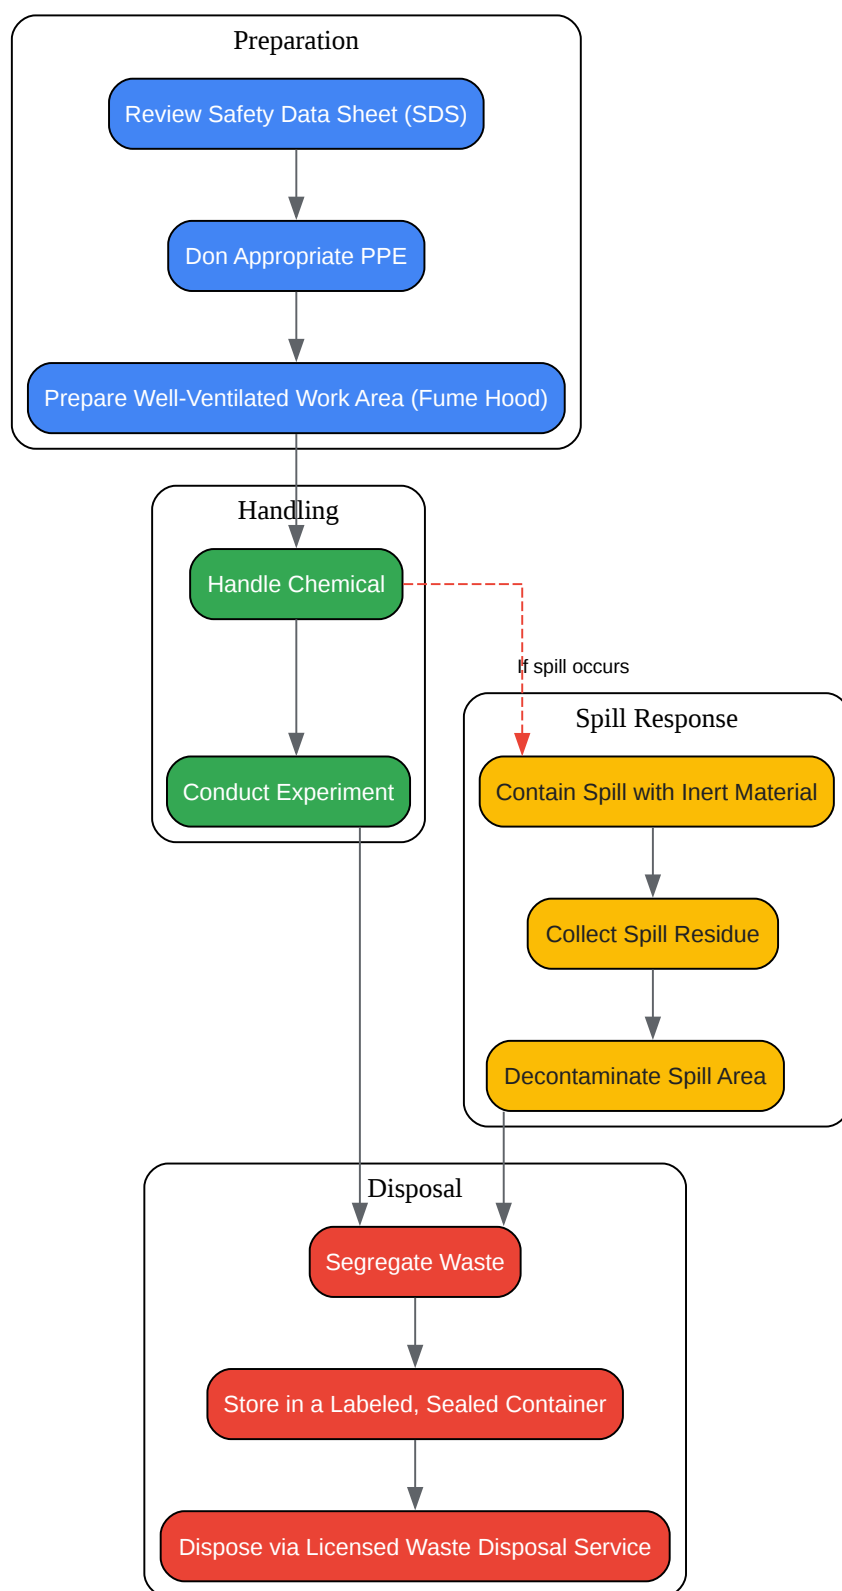 Preparation
Review Safety Data Sheet (SDS)
Don Appropriate PPE
Prepare Well-Ventilated Work Area (Fume Hood)
Handling
Handle Chemical
If spill occurs
Spill Response
Conduct Experiment
Contain Spill with Inert Material
Collect Spill Residue
Decontaminate Spill Area
Disposal
Segregate Waste
Store in a Labeled, Sealed Container
Dispose via Licensed Waste Disposal Service